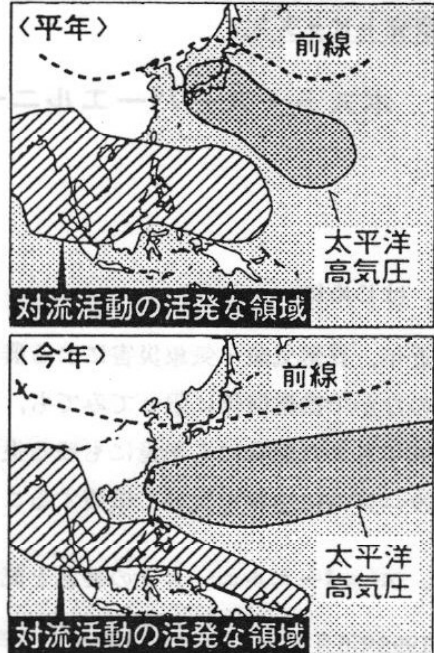 〈平年〉
前線
太平洋
高気圧
対流活動の活発な領域
〈今年
前線
太平洋
高気圧
対流活動の活発な領域